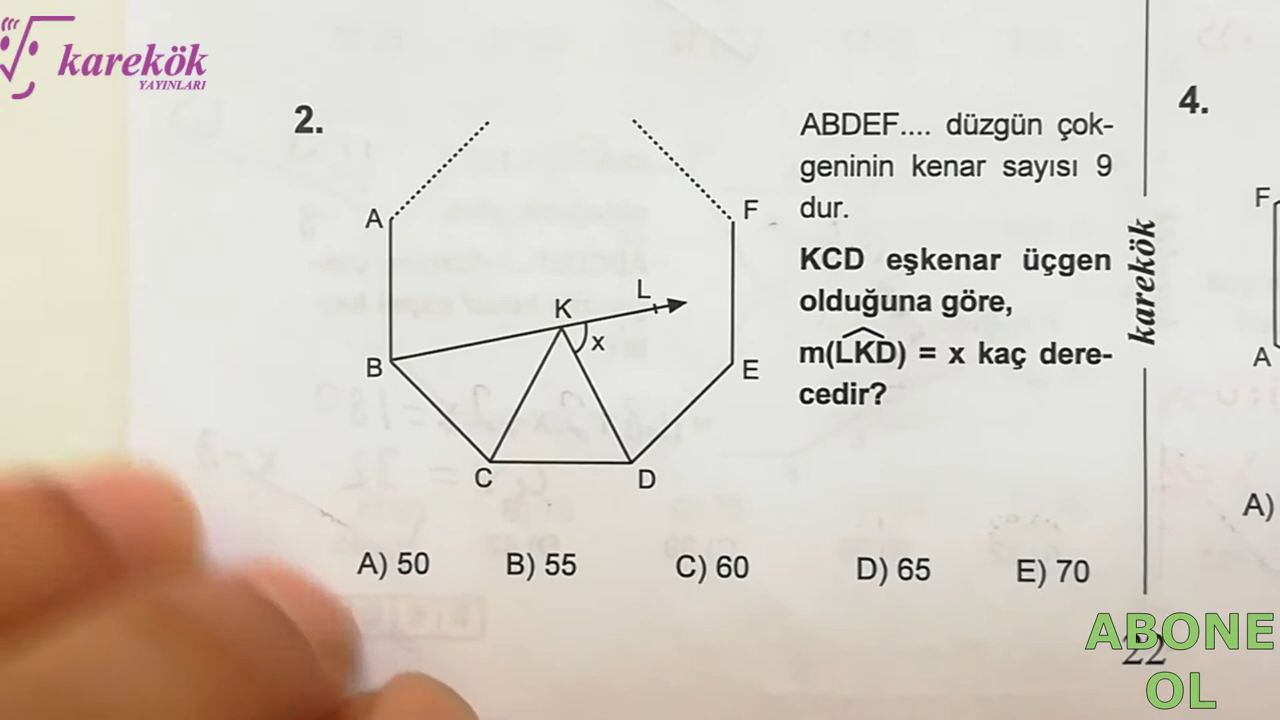 karekök
YAYINLARI
2.
A
B
C
D
E
F
K
L
x
ABDEF.... düzgün çok-
geninin kenar sayısı 9
dur.
KCD eşkenar üçgen
olduğuna göre,
m(LKD) = x kaç dere-
cedir?
A) 50 B) 55 C) 60 D) 65 E) 70
karekök
4.
F
A
A)
22
ABONE
OL